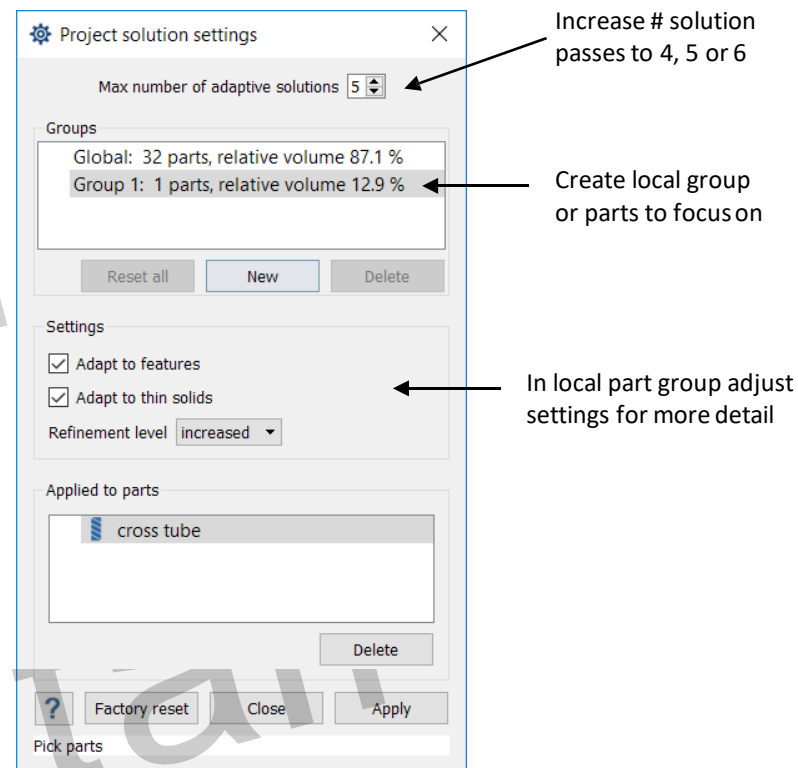 Project solution settings
Increase # solution
passes to 4, 5 or 6
Max number of adaptive solutions 5
Groups
Global: 32 parts, relative volume 87.1 %
Group 1: 1 parts, relative volume 12.9 %
Create local group
or parts to focus on
Reset all New Delete
Settings
Adapt to features
Adapt to thin solids
In local part group adjust
settings for more detail
Refinement level increased
Applied to parts
cross tube
Delete
? Factory reset Close Apply
Pick parts